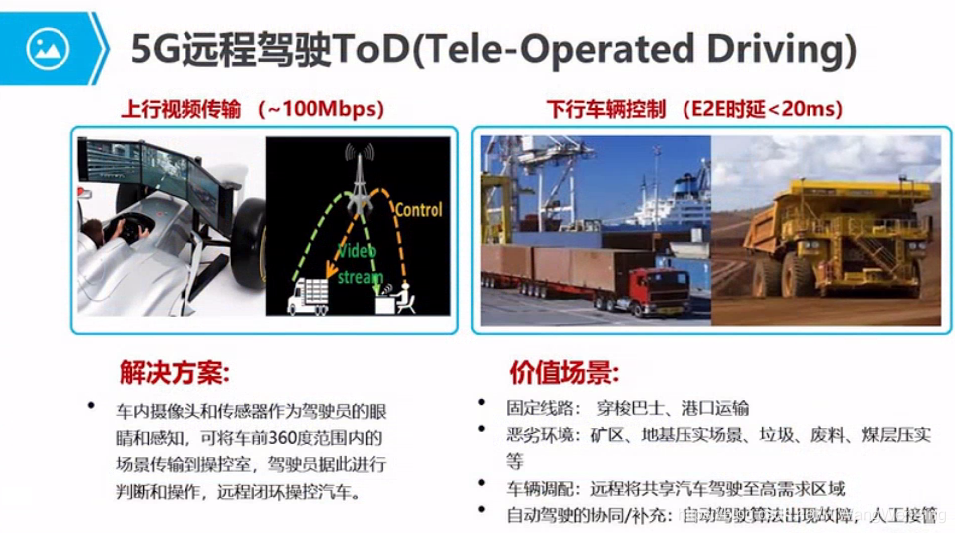 5G远程驾驶ToD(Tele-Operated Driving)
上行视频传输 (~100Mbps)
下行车辆控制 (E2E时延<20ms)
Control
Video
stream
解决方案:
• 车内摄像头和传感器作为驾驶员的眼
睛和感知，可将车前360度范围内的
场景传输到操控室，驾驶员据此进行
判断和操作，远程闭环操控汽车。
价值场景:
• 固定线路： 穿梭巴士、港口运输
• 恶劣环境：矿区、地基压实场景、垃圾、废料、煤层压实
等
• 车辆调配：远程将共享汽车驾驶至高需求区域
• 自动驾驶的协同/补充：自动驾驶算法出现故障，人工接管